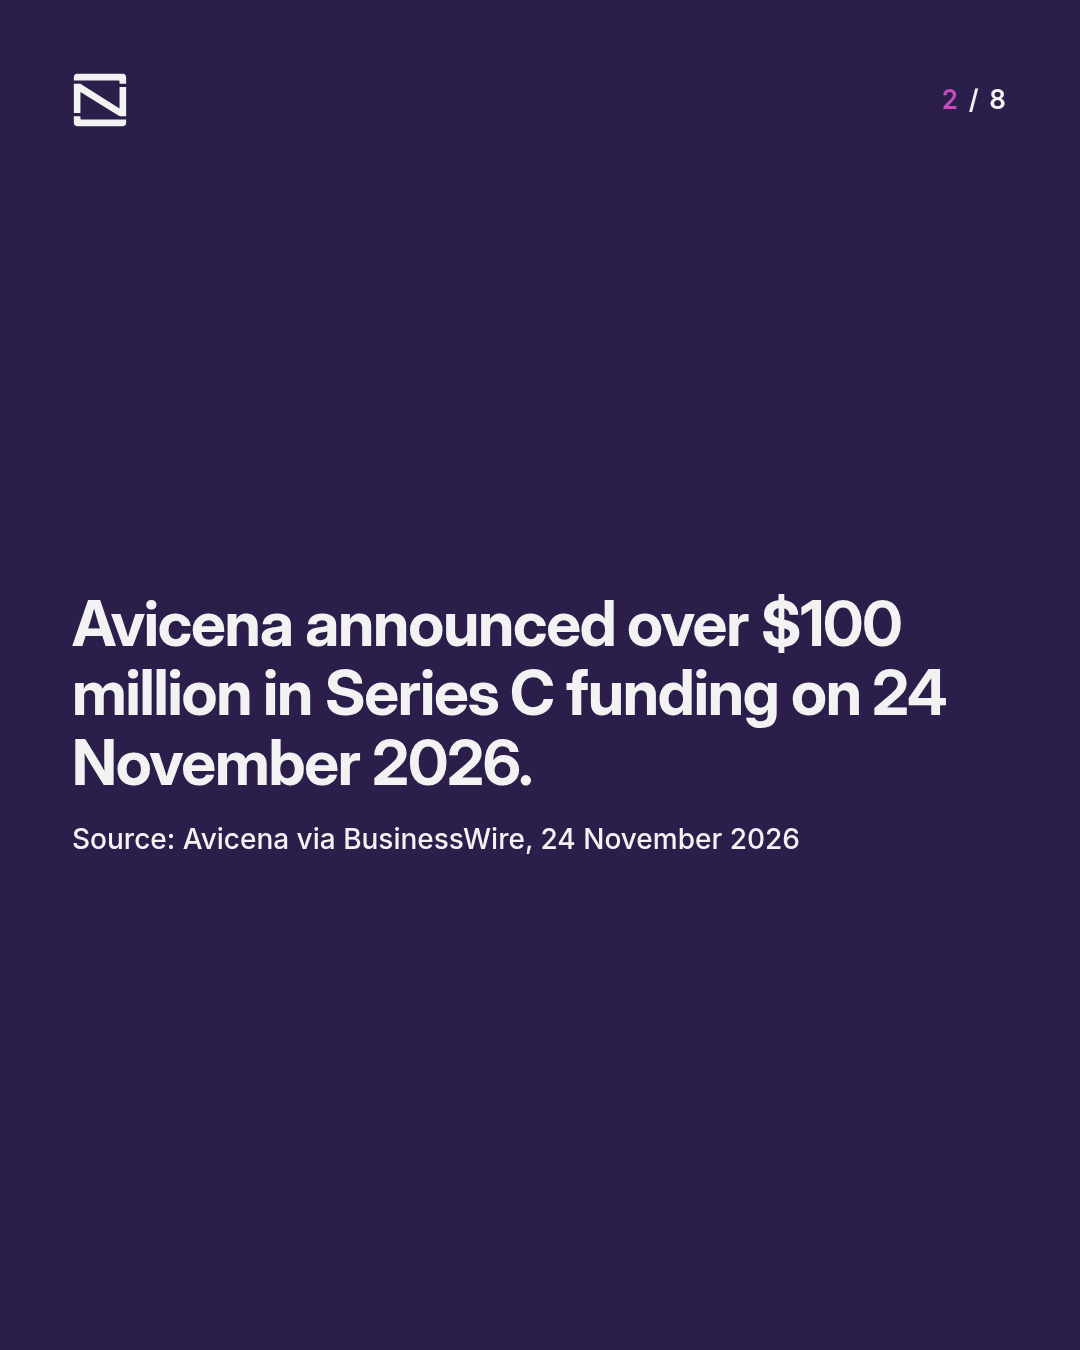 2 / 8
Avicena announced over $100
million in Series C funding on 24
November 2026.
Source: Avicena via BusinessWire, 24 November 2026